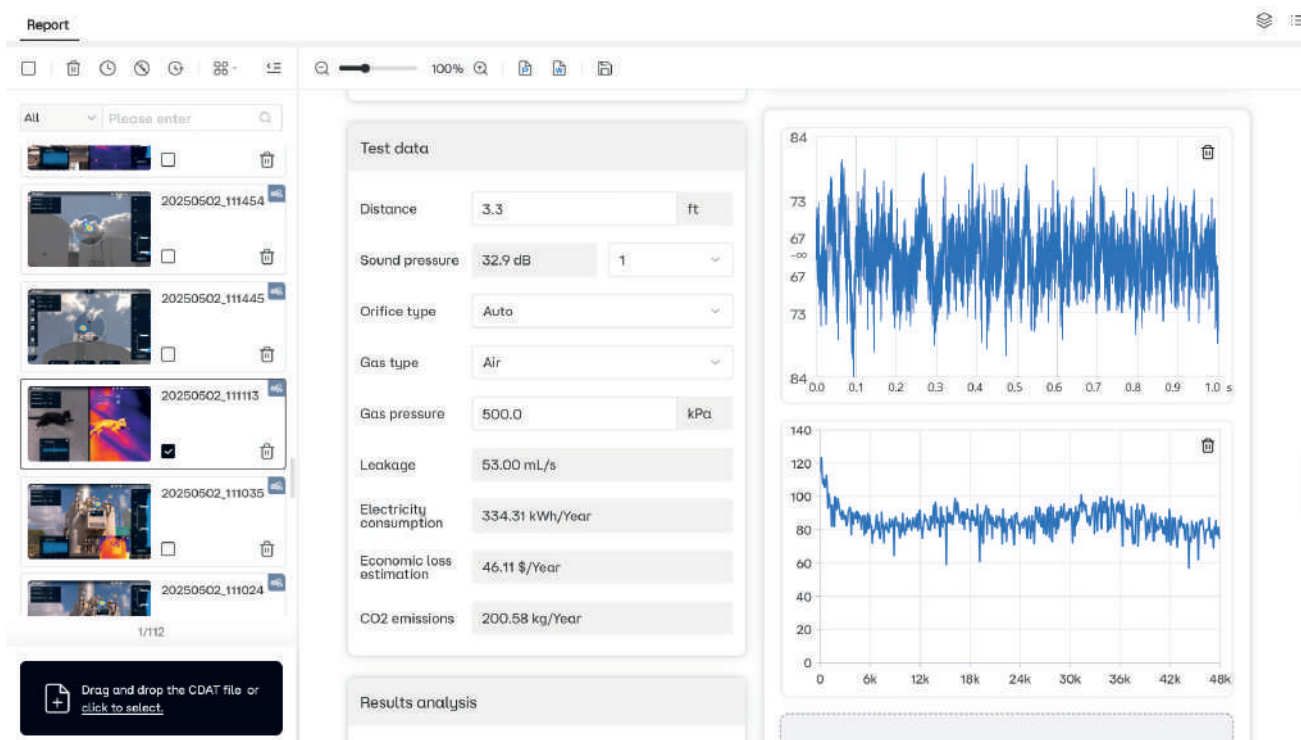 Report
100%
All
Please enter
20250502_111454
20250502_111445
20250502_111113
20250502_111035
20250502_111024
1/112
Drag and drop the CDAT file or
click to select.
Test data
Distance 3.3 ft
Sound pressure 32.9 dB 1
Orifice type Auto
Gas type Air
Gas pressure 500.0 kPa
Leakage 53.00 mL/s
Electricity
consumption 334.31 kWh/Year
Economic loss
estimation 46.11 $/Year
CO2 emissions 200.58 kg/Year
Results analysis
84
73
67
-∞
67
73
84
0.0 0.1 0.2 0.3 0.4 0.5 0.6 0.7 0.8 0.9 1.0 s
140
120
100
80
60
40
20
0
0 6k 12k 18k 24k 30k 36k 42k 48k